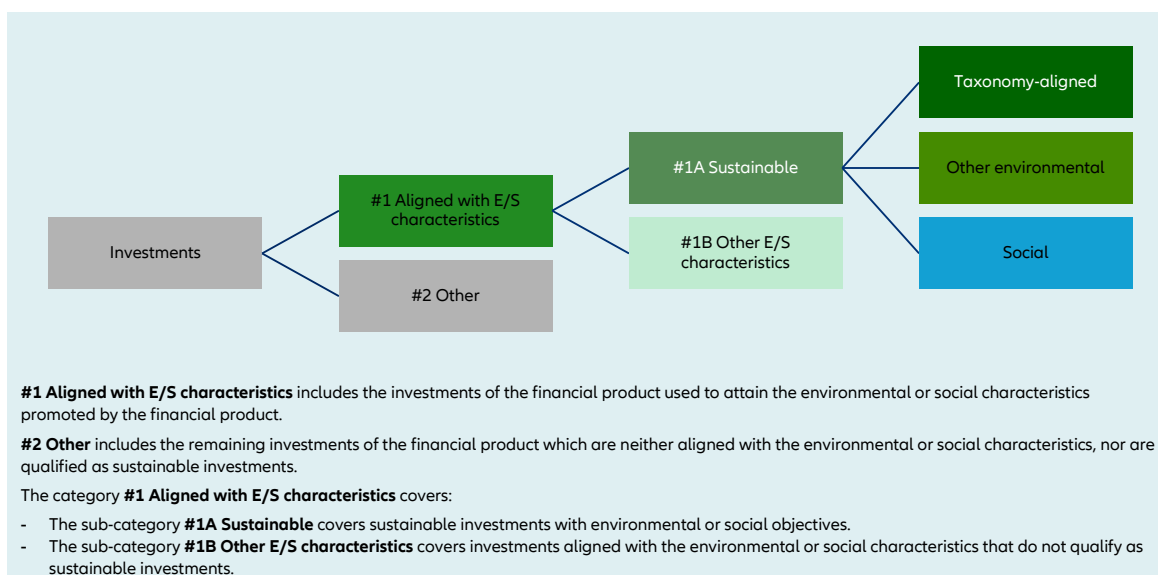 Taxonomy-aligned
#1A Sustainable
Other environmental
#1 Aligned with E/S
characteristics
#1B Other E/S
characteristics
Investments
Social
#2 Other
#1 Aligned with E/S characteristics includes the investments of the financial product used to attain the environmental or social characteristics
promoted by the financial product.
#2 Other includes the remaining investments of the financial product which are neither aligned with the environmental or social characteristics, nor are
qualified as sustainable investments.
The category #1 Aligned with E/S characteristics covers:
- The sub-category #1A Sustainable covers sustainable investments with environmental or social objectives.
- The sub-category #1B Other E/S characteristics covers investments aligned with the environmental or social characteristics that do not qualify as
sustainable investments.